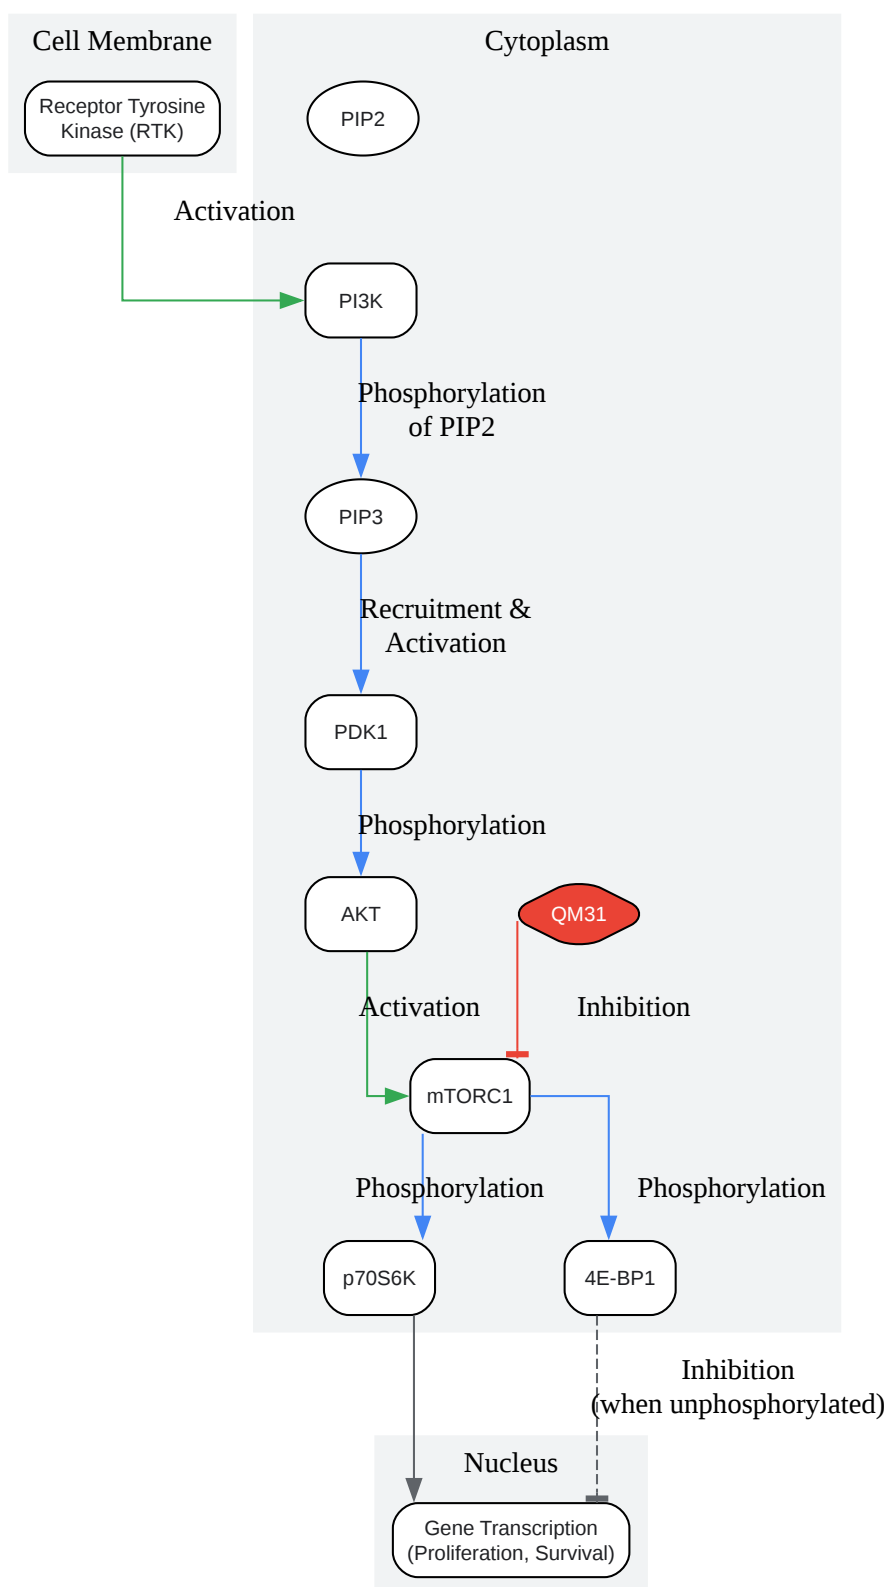 Cell Membrane
Cytoplasm
Receptor Tyrosine
Kinase (RTK)
PIP2
Activation
PI3K
Phosphorylation
of PIP2
PIP3
Recruitment &
Activation
PDK1
Phosphorylation
AKT
QM31
Activation
Inhibition
mTORC1
Phosphorylation
Phosphorylation
p70S6K
4E-BP1
Inhibition
(when unphosphorylated)
Nucleus
Gene Transcription
(Proliferation, Survival)